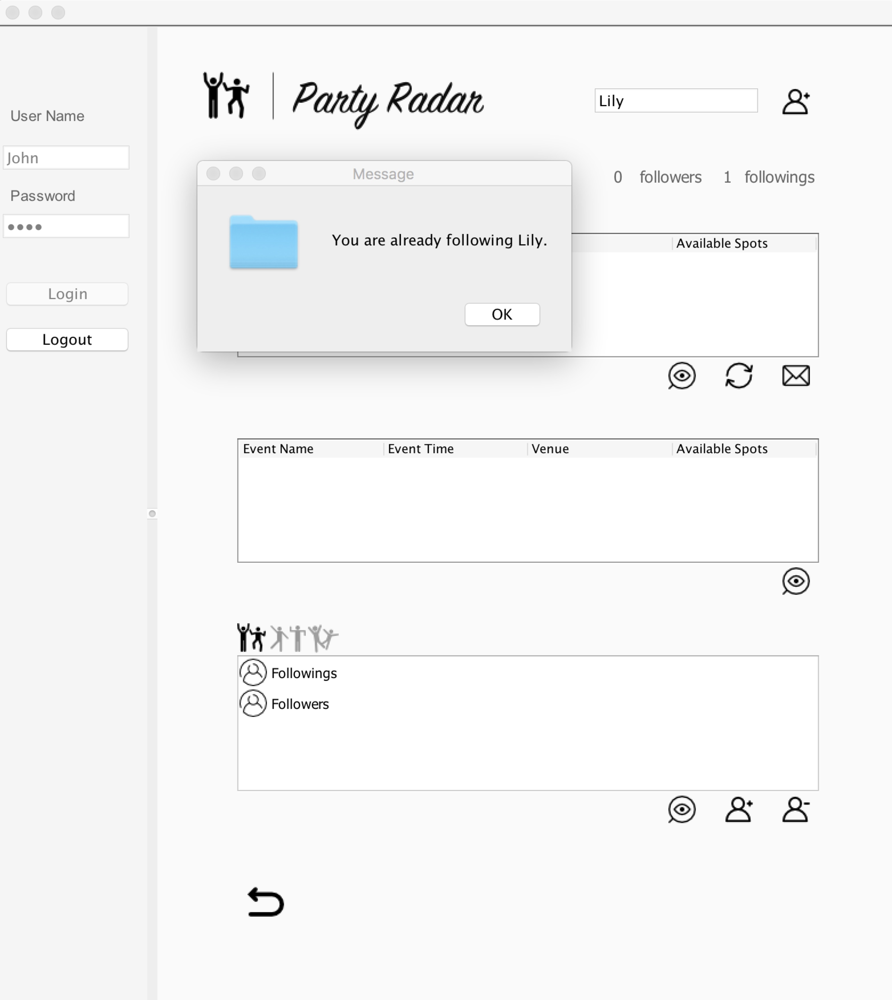 Party Radar
Lily
User Name
John
Password
Login
Logout
0 followers 1 followings
Message
You are already following Lily.
OK
Available Spots
Event Name Event Time Venue Available Spots
Followings
Followers